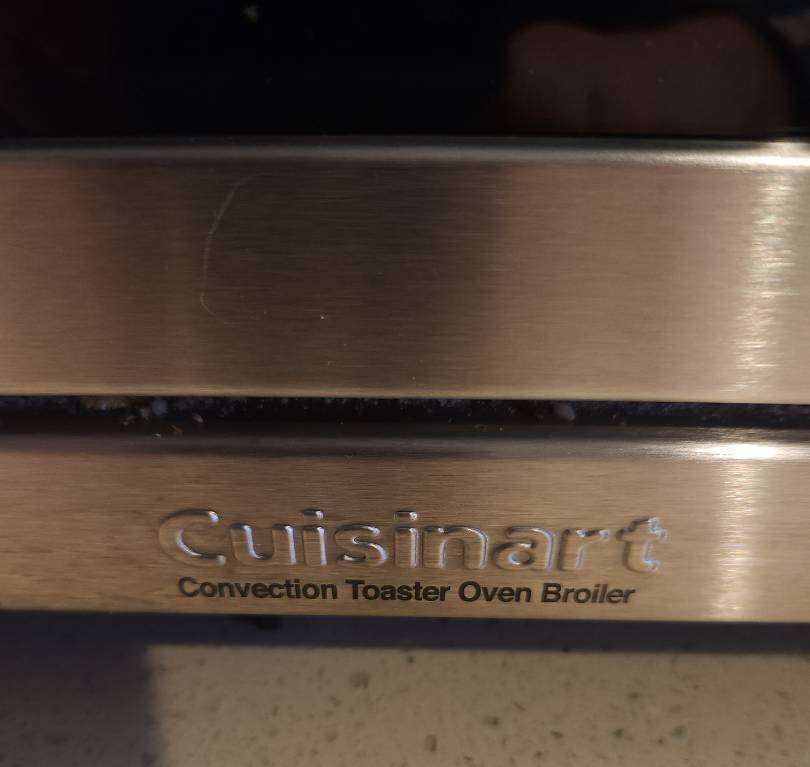 Cuisinart
Convection Toaster Oven Broiler